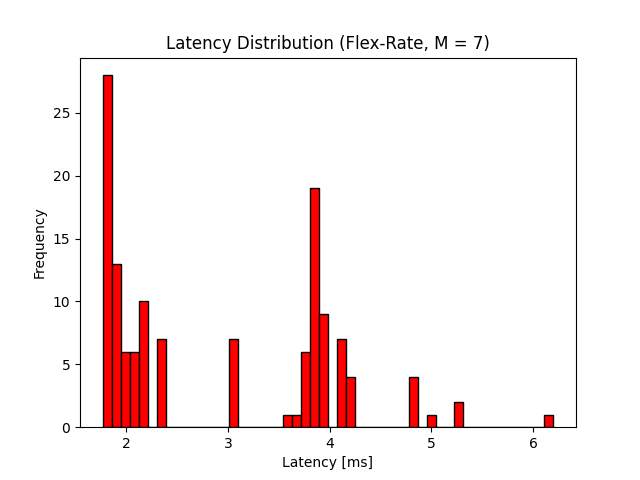 Latency Distribution (Flex-Rate, M = 7)
25
20
15
10
5
0
Frequency
2 3 4 5 6
Latency [ms]